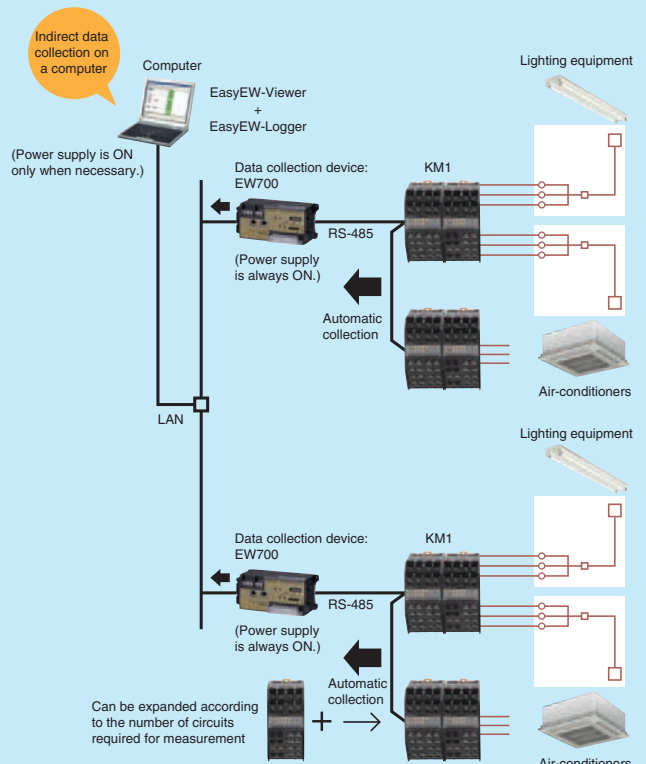 Indirect data
collection on
a computer
Computer
EasyEW-Viewer
+
EasyEW-Logger
(Power supply is ON
only when necessary.)
Lighting equipment
Data collection device:
EW700
KM1
RS-485
(Power supply
is always ON.)
Automatic
collection
Air-conditioners
LAN
Lighting equipment
Data collection device:
EW700
KM1
RS-485
(Power supply
is always ON.)
Automatic
collection
Can be expanded according
to the number of circuits
required for measurement
+
Air-conditioners